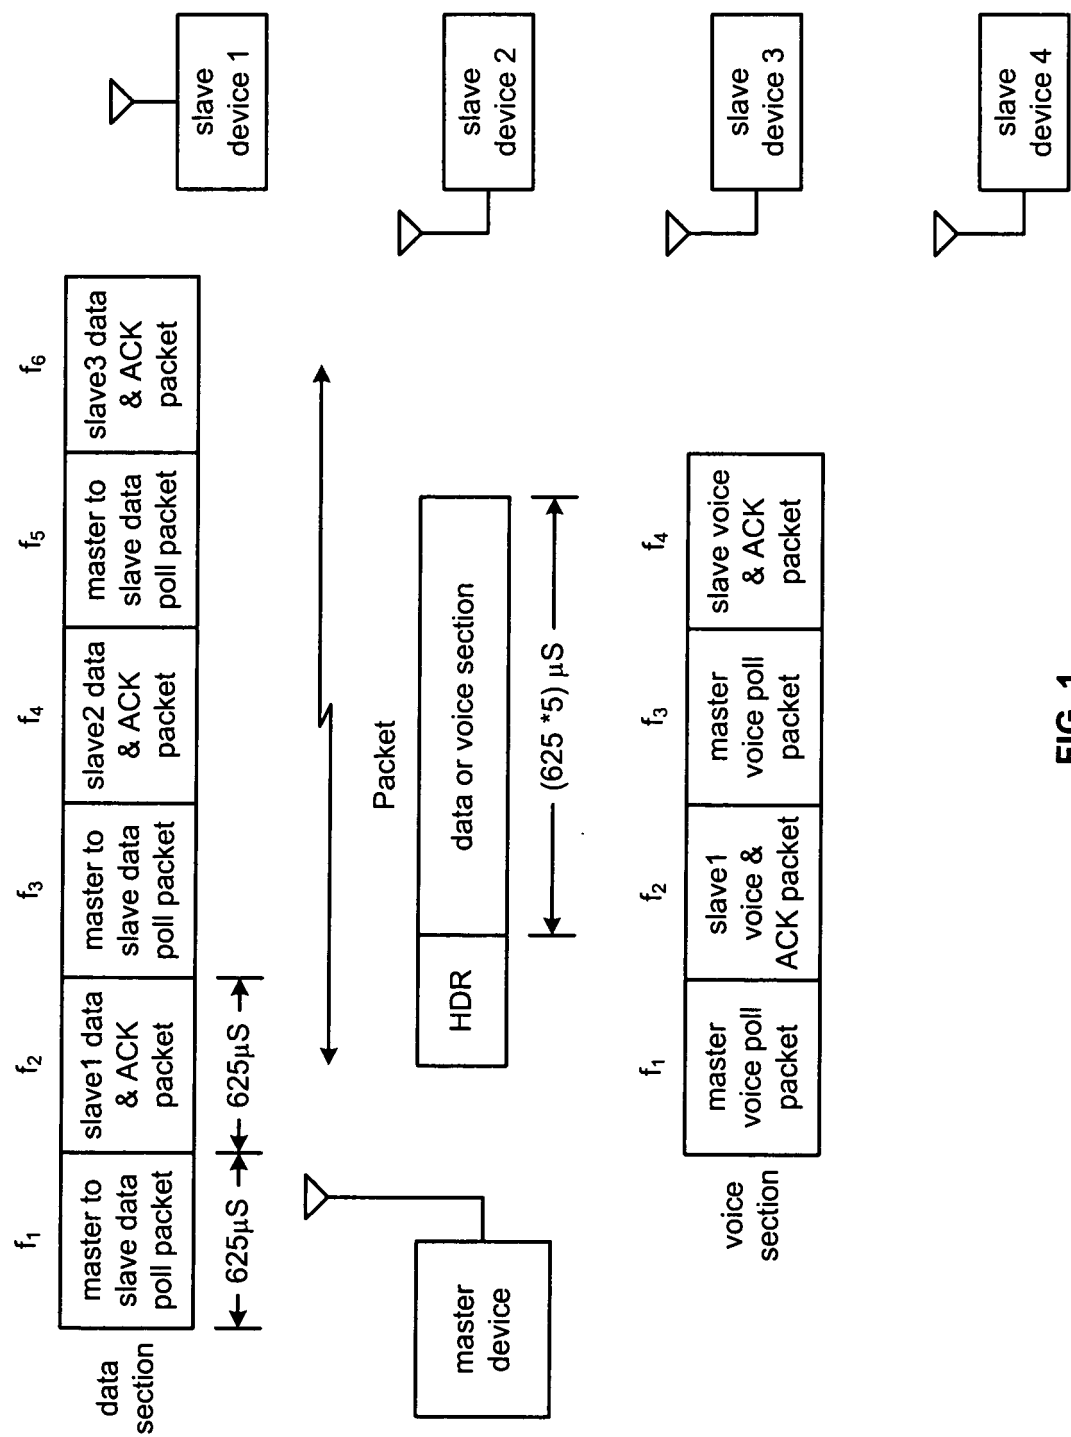 f1
f2
f3
f4
f5
f6
data
section
master to
slave data
poll packet
slave1 data
& ACK
packet
master to
slave data
poll packet
slave2 data
& ACK
packet
master to
slave data
poll packet
slave3 data
& ACK
packet
625μS
625μS
master
device
Packet
HDR
data or voice section
(625 *5) μS
slave
device 1
slave
device 2
slave
device 3
slave
device 4
f1
f2
f3
f4
voice
section
master
voice poll
packet
slave1
voice &
ACK packet
master
voice poll
packet
slave voice
& ACK
packet
FIG. 1